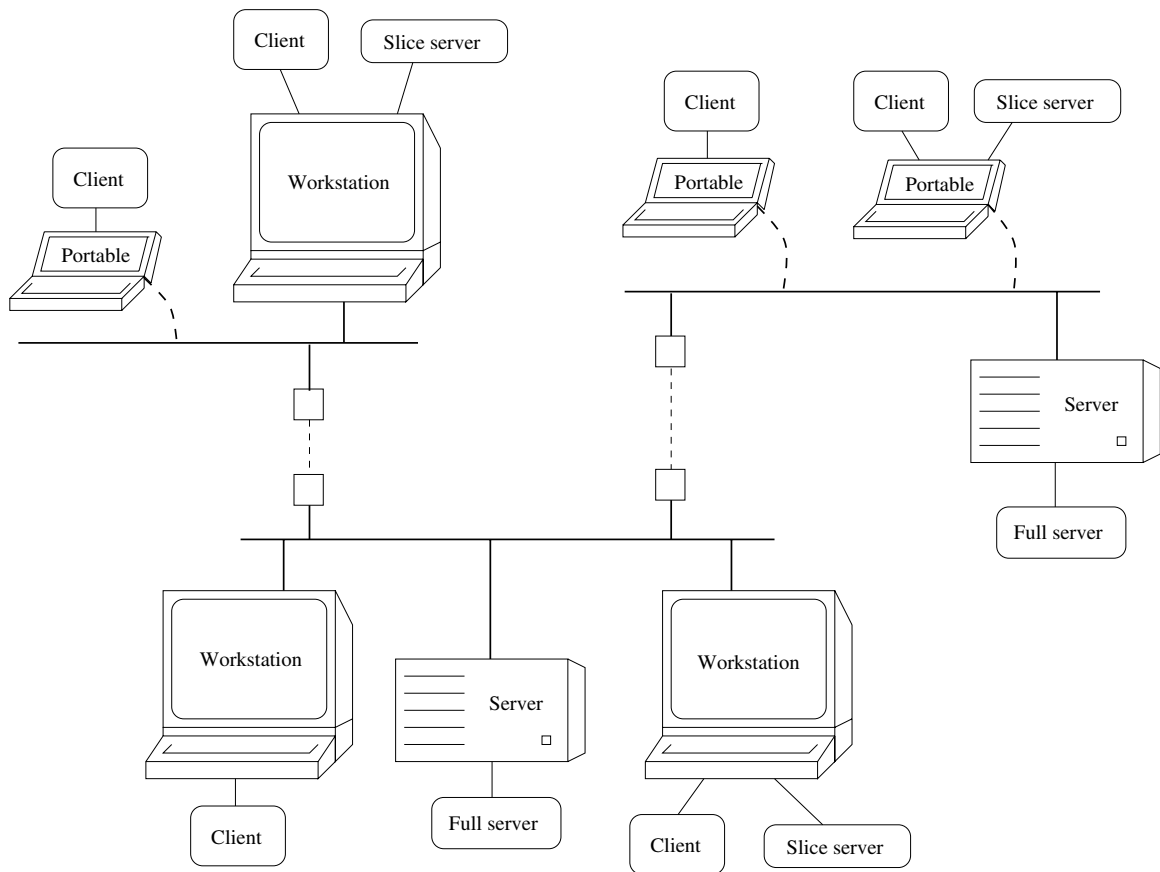 Client
Slice server
Client
Client
Slice server
Client
Workstation
Portable
Portable
Portable
Server
Full server
Workstation
Server
Workstation
Client
Full server
Client
Slice server